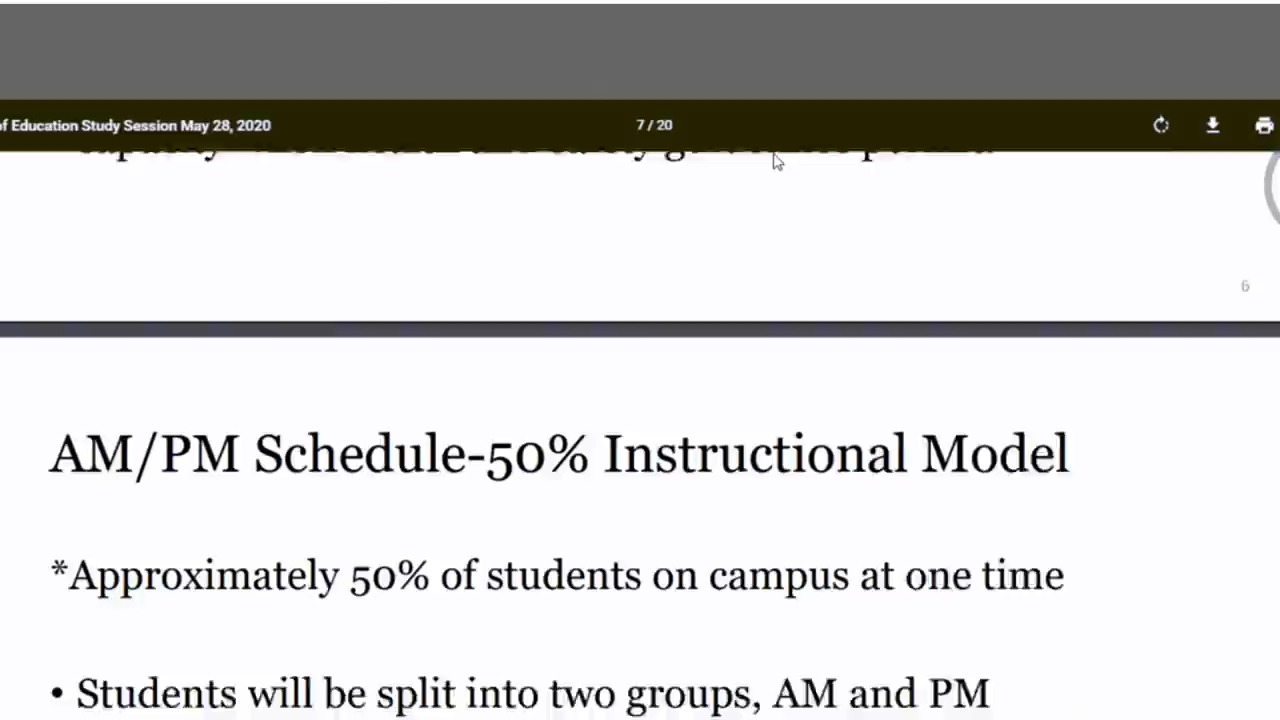 of Education Study Session May 28, 2020
7 / 20
6
AM/PM Schedule-50% Instructional Model
*Approximately 50% of students on campus at one time
• Students will be split into two groups, AM and PM